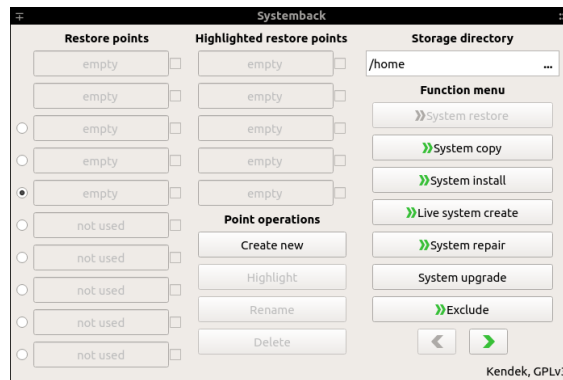 Systemback
Restore points
empty
empty
empty
empty
empty
not used
not used
not used
not used
not used
Highlighted restore points
empty
empty
empty
empty
empty
Point operations
Create new
Highlight
Rename
Delete
Storage directory
/home ...
Function menu
System restore
System copy
System install
Live system create
System repair
System upgrade
Exclude
Kendek, GPLv3